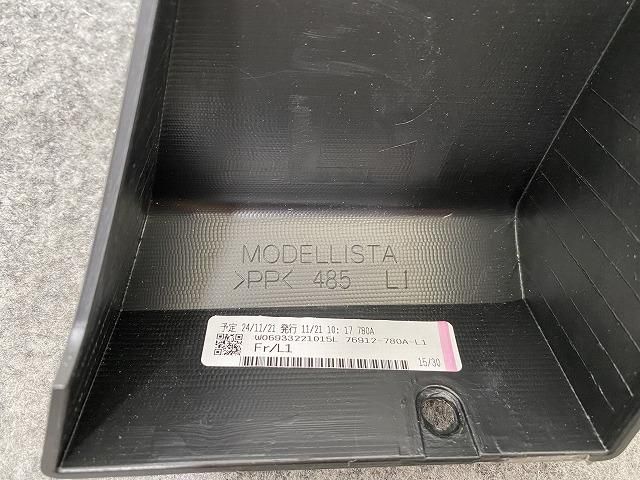 MODELLISTA
>PP< 485 L1
予定 24/11/21 発行 11/21 10:17 780A
W06933221015L 76912-780A-L1
Fr/L1
15/30